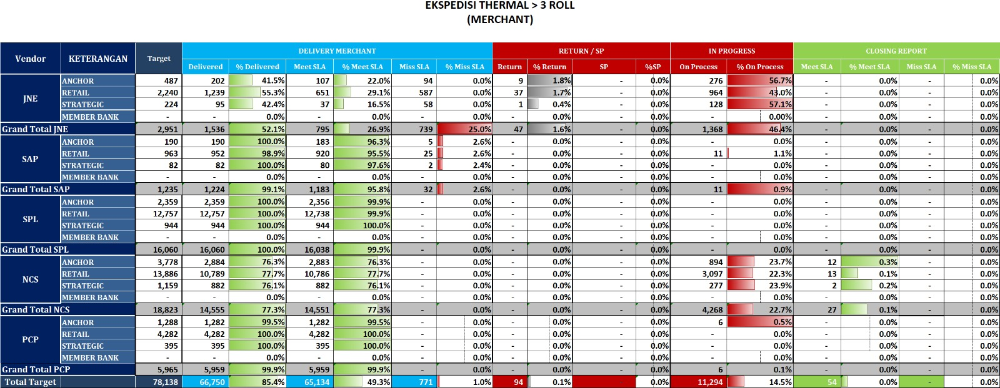 EKSPEDISI THERMAL > 3 ROLL
(MERCHANT)
Vendor KETERANGAN Target DELIVERY MERCHANT RETURN / SP IN PROGRESS CLOSING REPORT
Delivered % Delivered Meet SLA % Meet SLA Miss SLA % Miss SLA Return % Return SP %SP On Process % On Process Meet SLA % Meet SLA Miss SLA % Miss SLA
JNE
ANCHOR 487 202 41.5% 107 22.0% 94 0.0% 9 1.8% - 0.0% 276 56.7% - 0.0% - 0.0%
RETAIL 2,240 1,239 55.3% 651 29.1% 587 0.0% 37 1.7% - 0.0% 964 43.0% - 0.0% - 0.0%
STRATEGIC 224 95 42.4% 37 16.5% 58 0.0% 1 0.4% - 0.0% 128 57.1% - 0.0% - 0.0%
MEMBER BANK - - 0.0% - 0.0% - 0.0% - 0.0% - 0.0% - 0.00% - 0.0% - 0.0%
Grand Total JNE 2,951 1,536 52.1% 795 26.9% 739 25.0% 47 1.6% - 0.0% 1,368 46.4% - 0.0% - 0.0%
SAP
ANCHOR 190 190 100.0% 183 96.3% 5 2.6% - 0.0% - 0.0% - 0.0% - 0.0% - 0.0%
RETAIL 963 952 98.9% 920 95.5% 25 2.6% - 0.0% - 0.0% 11 1.1% - 0.0% - 0.0%
STRATEGIC 82 82 100.0% 80 97.6% 2 2.4% - 0.0% - 0.0% - 0.0% - 0.0% - 0.0%
MEMBER BANK - - 0.0% - 0.0% - 0.0% - 0.0% - 0.0% - 0.0% - 0.0% - 0.0%
Grand Total SAP 1,235 1,224 99.1% 1,183 95.8% 32 2.6% - 0.0% - 0.0% 11 0.9% - 0.0% - 0.0%
SPL
ANCHOR 2,359 2,359 100.0% 2,356 99.9% - 0.0% - 0.0% - 0.0% - 0.0% - 0.0% - 0.0%
RETAIL 12,757 12,757 100.0% 12,738 99.9% - 0.0% - 0.0% - 0.0% - 0.0% - 0.0% - 0.0%
STRATEGIC 944 944 100.0% 944 100.0% - 0.0% - 0.0% - 0.0% - 0.0% - 0.0% - 0.0%
MEMBER BANK - - 0.0% - 0.0% - 0.0% - 0.0% - 0.0% - 0.0% - 0.0% - 0.0%
Grand Total SPL 16,060 16,060 100.0% 16,038 99.9% - 0.0% - 0.0% - 0.0% - 0.0% - 0.0% - 0.0%
NCS
ANCHOR 3,778 2,884 76.3% 2,883 76.3% - 0.0% - 0.0% - 0.0% 894 23.7% 12 0.3% - 0.0%
RETAIL 13,886 10,789 77.7% 10,786 77.7% - 0.0% - 0.0% - 0.0% 3,097 22.3% 13 0.1% - 0.0%
STRATEGIC 1,159 882 76.1% 882 76.1% - 0.0% - 0.0% - 0.0% 277 23.9% 2 0.2% - 0.0%
MEMBER BANK - - 0.0% - 0.0% - 0.0% - 0.0% - 0.0% - 0.0% - 0.0% - 0.0%
Grand Total NCS 18,823 14,555 77.3% 14,551 77.3% - 0.0% - 0.0% - 0.0% 4,268 22.7% 27 0.1% - 0.0%
PCP
ANCHOR 1,288 1,282 99.5% 1,282 99.5% - 0.0% - 0.0% - 0.0% 6 0.5% - 0.0% - 0.0%
RETAIL 4,282 4,282 100.0% 4,282 100.0% - 0.0% - 0.0% - 0.0% - 0.0% - 0.0% - 0.0%
STRATEGIC 395 395 100.0% 395 100.0% - 0.0% - 0.0% - 0.0% - 0.0% - 0.0% - 0.0%
MEMBER BANK - - 0.0% - 0.0% - 0.0% - 0.0% - 0.0% - 0.0% - 0.0% - 0.0%
Grand Total PCP 5,965 5,959 99.9% 5,959 99.9% - 0.0% - 0.0% - 0.0% 6 0.1% - 0.0% - 0.0%
Total Target 78,138 66,750 85.4% 65,134 49.3% 771 1.0% 94 0.1% - 0.0% 11,294 14.5% 54 0.0% - 0.0%